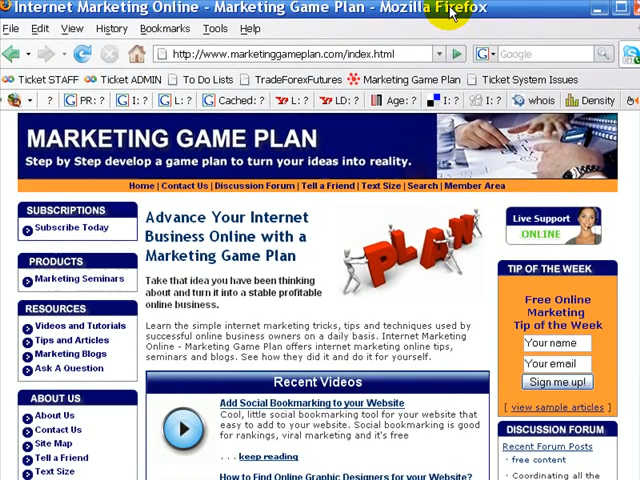 Internet Marketing Online - Marketing Game Plan - Mozilla Firefox
File Edit View History Bookmarks Tools Help
http://www.marketinggameplan.com/index.html
Google
Ticket STAFF Ticket ADMIN To Do Lists TradeForexFutures Marketing Game Plan Ticket System Issues
? PR: ? I: ? L: ? Cached: ? L: ? LD: ? Age: ? I: ? I: ? whois Density
MARKETING GAME PLAN
Step by Step develop a game plan to turn your ideas into reality.
Home | Contact Us | Discussion Forum | Tell a Friend | Text Size | Search | Member Area
SUBSCRIPTIONS
Subscribe Today
PRODUCTS
Marketing Seminars
RESOURCES
Videos and Tutorials
Tips and Articles
Marketing Blogs
Ask A Question
ABOUT US
About Us
Contact Us
Site Map
Tell a Friend
Text Size
Advance Your Internet
Business Online with a
Marketing Game Plan
PLAN
Take that idea you have been thinking
about and turn it into a stable profitable
online business.
Learn the simple internet marketing tricks, tips and techniques used by
successful online business owners on a daily basis. Internet Marketing
Online - Marketing Game Plan offers internet marketing online tips,
seminars and blogs. See how they did it and do it for yourself.
Recent Videos
Add Social Bookmarking to your Website
Cool, little social bookmarking tool for your website that
easy to add to your website. Social bookmarking is good
for rankings, viral marketing and it's free
. . . keep reading
How to Find Online Graphic Designers for your Website?
Live Support
ONLINE
TIP OF THE WEEK
Free Online
Marketing
Tip of the Week
Your name
Your email
Sign me up!
[ view sample articles ]
DISCUSSION FORUM
Recent Forum Posts
free content
Coordinating all the